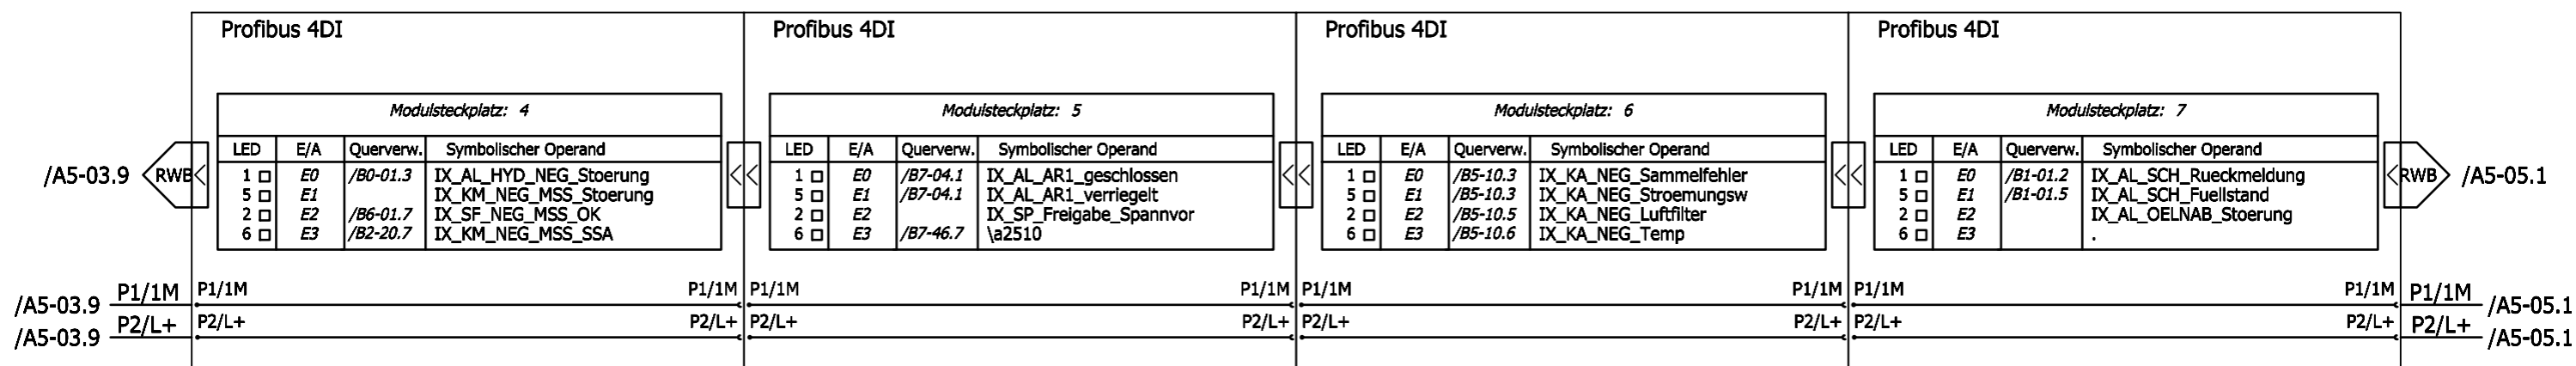 Profibus 4DI Profibus 4DI Profibus 4DI Profibus 4DI
Modulsteckplatz: 4 Modulsteckplatz: 5 Modulsteckplatz: 6 Modulsteckplatz: 7
LED E/A Querverw. Symbolischer Operand LED E/A Querverw. Symbolischer Operand LED E/A Querverw. Symbolischer Operand LED E/A Querverw. Symbolischer Operand
/A5-03.9 RWB < 1 E0 /B0-01.3 IX_AL_HYD_NEG_Stoerung << 1 E0 /B7-04.1 IX_AL_AR1_geschlossen << 1 E0 /B5-10.3 IX_KA_NEG_Sammelfehler << 1 E0 /B1-01.2 IX_AL_SCH_Rueckmeldung < RWB /A5-05.1
5 E1 IX_KM_NEG_MSS_Stoerung 5 E1 /B7-04.1 IX_AL_AR1_verriegelt 5 E1 /B5-10.3 IX_KA_NEG_Stroemungsw 5 E1 /B1-01.5 IX_AL_SCH_Fuellstand
2 E2 /B6-01.7 IX_SF_NEG_MSS_OK 2 E2 IX_SP_Freigabe_Spannvor 2 E2 /B5-10.5 IX_KA_NEG_Luftfilter 2 E2 IX_AL_OELNAB_Stoerung
6 E3 /B2-20.7 IX_KM_NEG_MSS_SSA 6 E3 /B7-46.7 \a2510 6 E3 /B5-10.6 IX_KA_NEG_Temp 6 E3 .
/A5-03.9 P1/1M P1/1M P1/1M P1/1M P1/1M P1/1M P1/1M P1/1M P1/1M P1/1M /A5-05.1
/A5-03.9 P2/L+ P2/L+ P2/L+ P2/L+ P2/L+ P2/L+ P2/L+ P2/L+ P2/L+ P2/L+ /A5-05.1